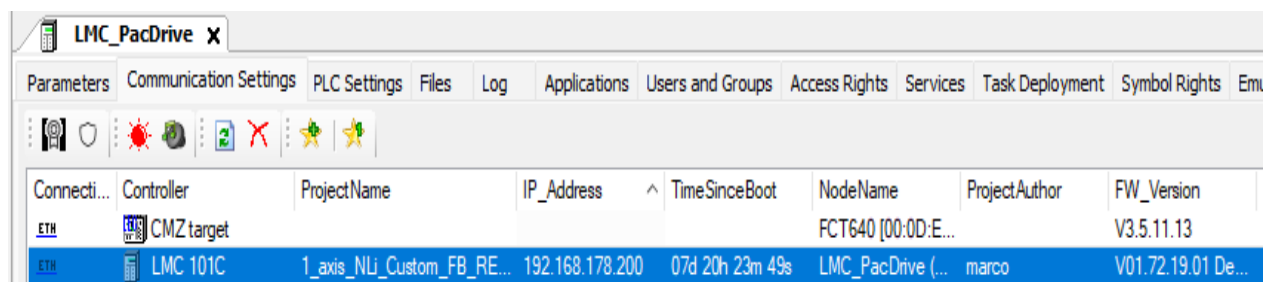 LMC_PacDrive x
Parameters Communication Settings PLC Settings Files Log Applications Users and Groups Access Rights Services Task Deployment Symbol Rights Emu
Connecti... Controller ProjectName IP_Address TimeSinceBoot NodeName ProjectAuthor FW_Version
ETH CMZ target FCT640 [00:0D:E... V3.5.11.13
ETH LMC 101C 1_axis_NLi_Custom_FB_RE... 192.168.178.200 07d 20h 23m 49s LMC_PacDrive (... marco V01.72.19.01 De...